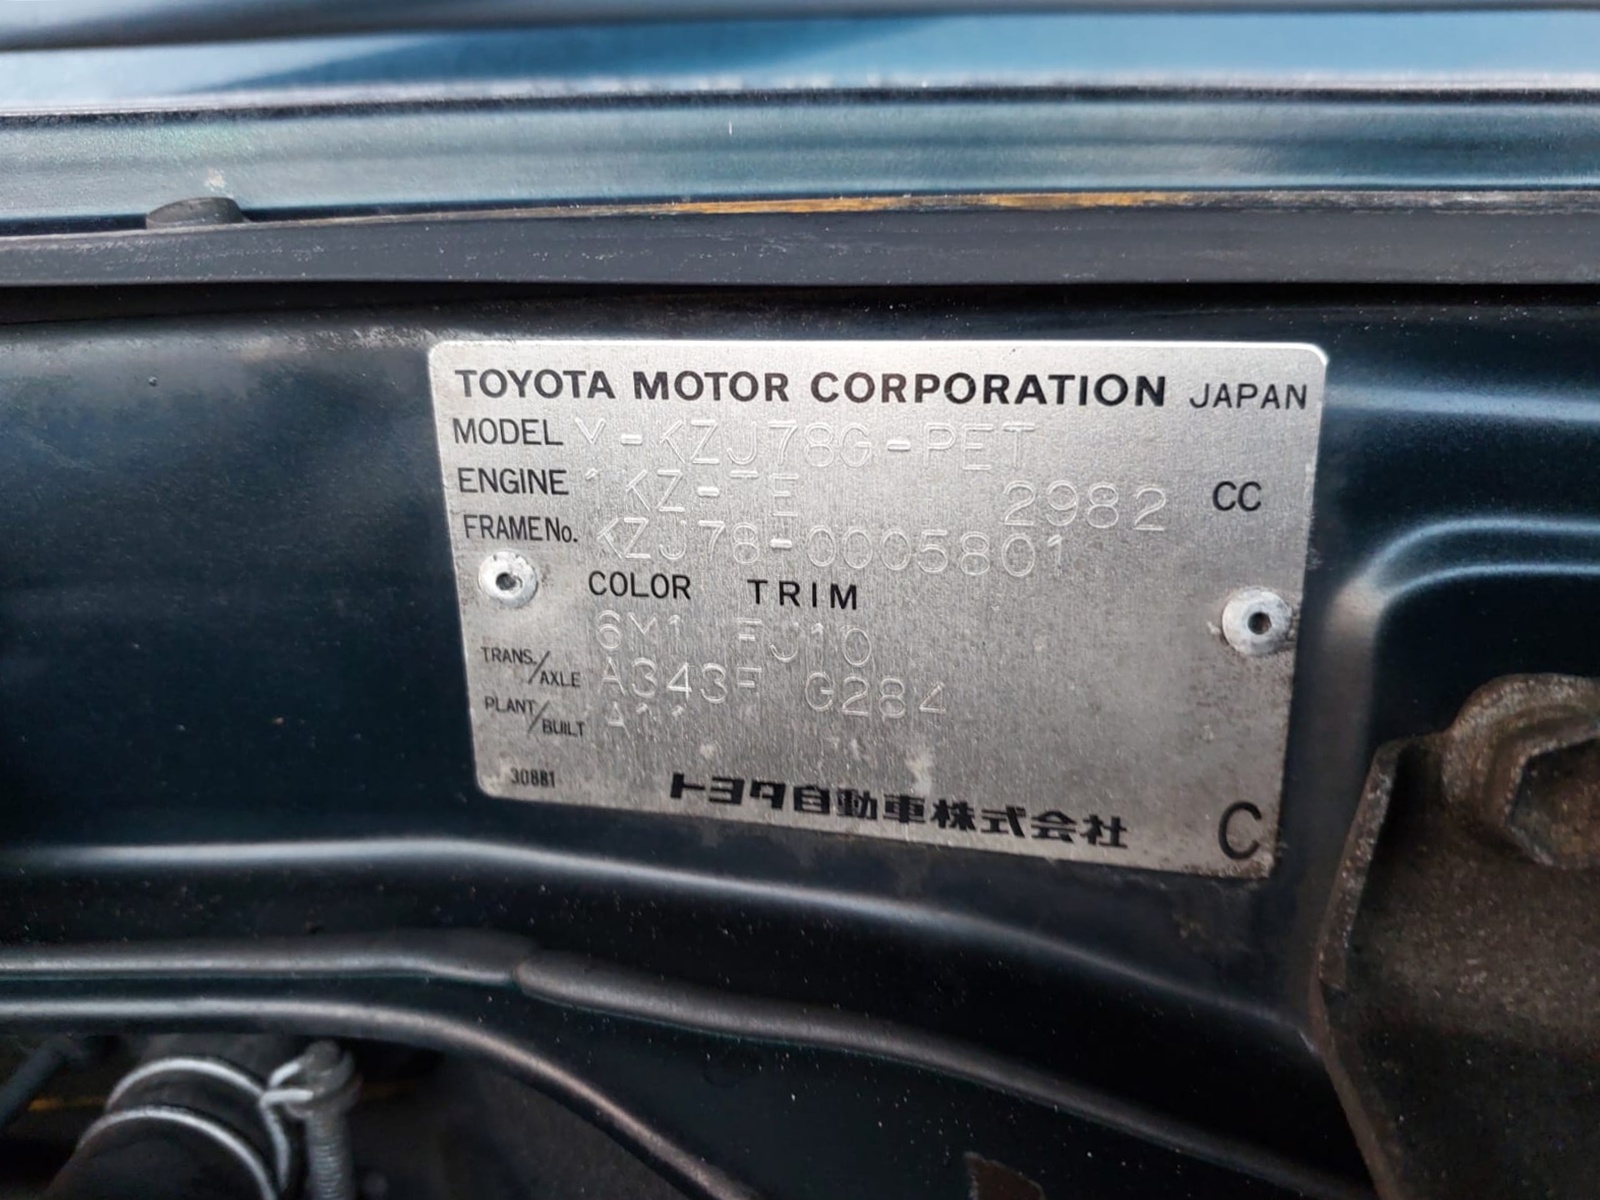 TOYOTA MOTOR CORPORATION JAPAN
MODEL Y-KZJ78G-PET
ENGINE 1KZ-TE 2982 CC
FRAME No. KZJ78-0005801
COLOR TRIM
6M1 FJ10
TRANS./AXLE A343F G284
PLANT/BUILT A11
30881
トヨタ自動車株式会社 C